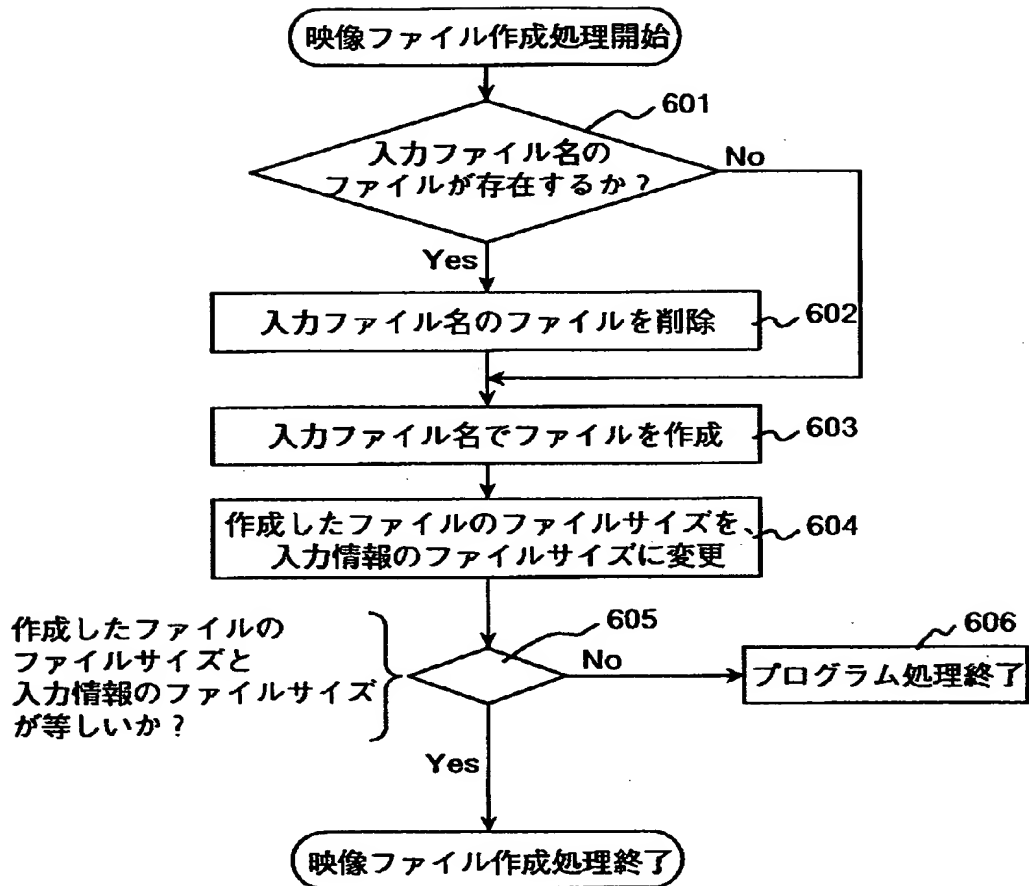 映像ファイル作成処理開始
601
入力ファイル名の
ファイルが存在するか?
No
Yes
入力ファイル名のファイルを削除
602
入力ファイル名でファイルを作成
603
作成したファイルのファイルサイズを、
入力情報のファイルサイズに変更
604
作成したファイルの
ファイルサイズと
入力情報のファイルサイズ
が等しいか?
605
No
606
プログラム処理終了
Yes
映像ファイル作成処理終了